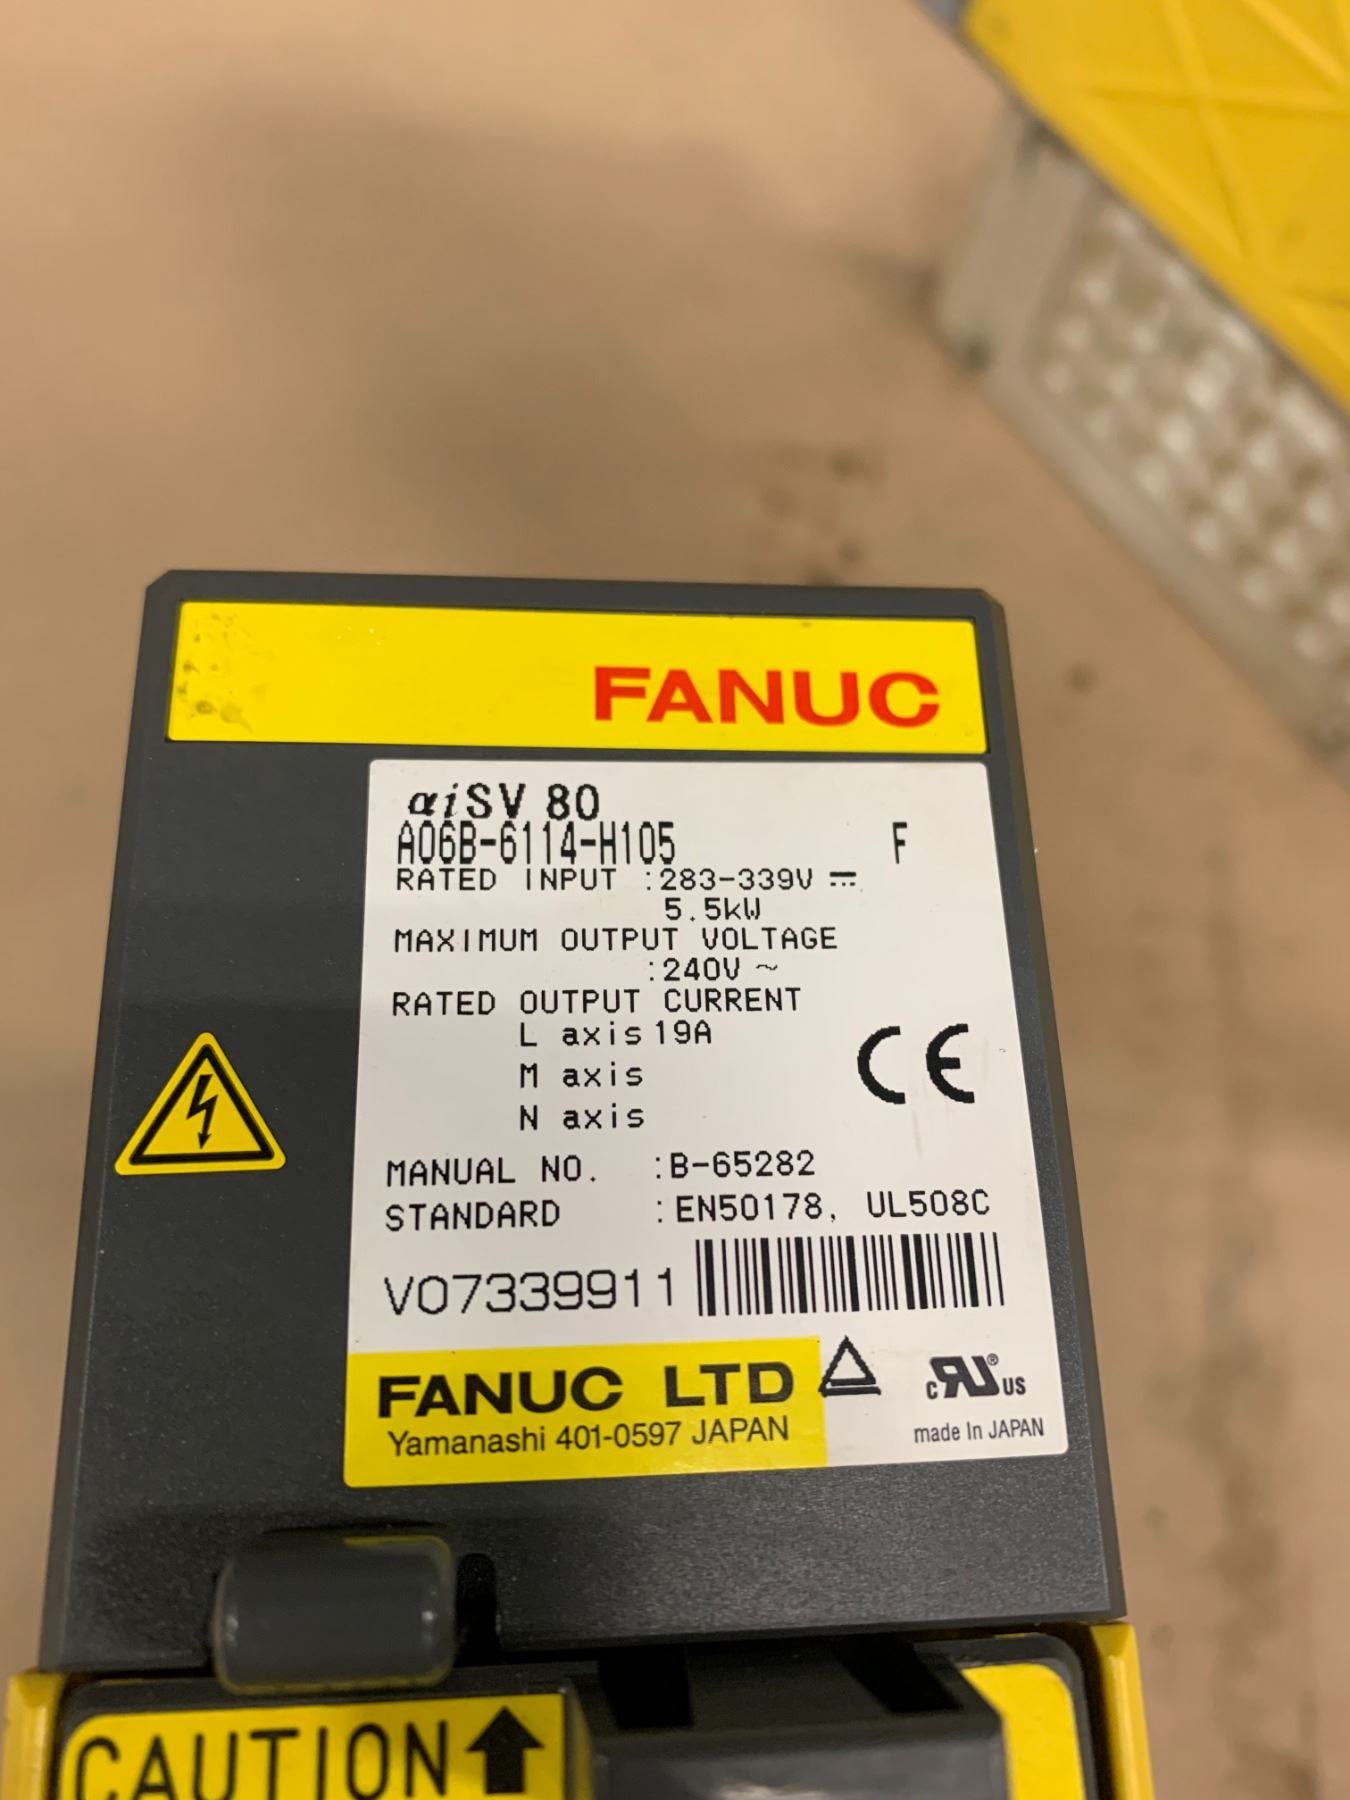 FANUC
αiSV 80
A06B-6114-H105 F
RATED INPUT :283-339V ⎓
5.5kW
MAXIMUM OUTPUT VOLTAGE
:240V ~
RATED OUTPUT CURRENT
L axis 19A
M axis
N axis
CE
MANUAL NO. :B-65282
STANDARD :EN50178, UL508C
V07339911
FANUC LTD
Yamanashi 401-0597 JAPAN
c RU ® US
made In JAPAN
CAUTION